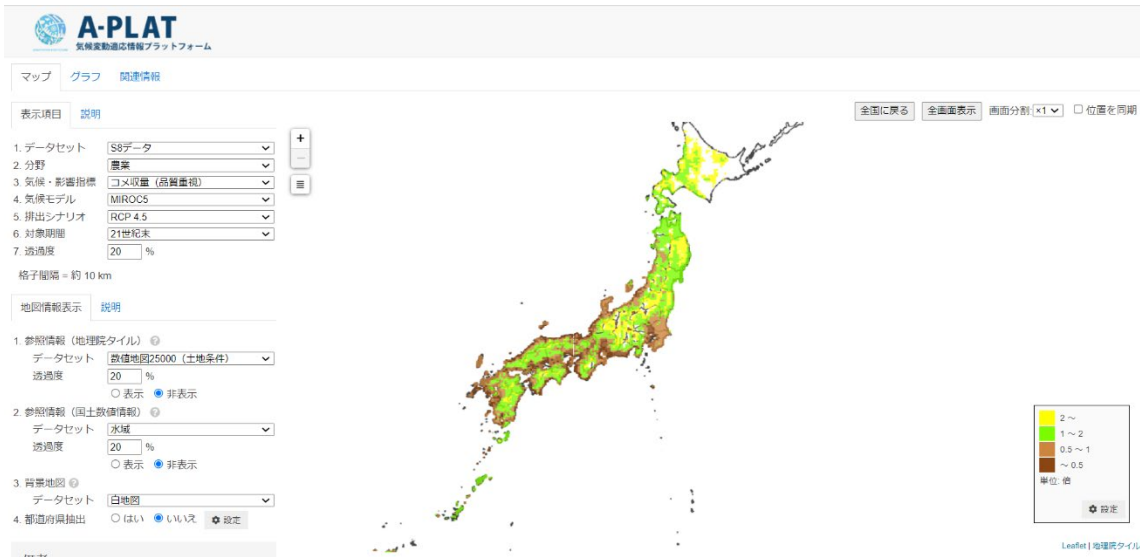 A-PLAT
気候変動適応情報プラットフォーム
マップ グラフ 関連情報
表示項目 説明
1. データセット S8データ
2. 分野 農業
3. 気候・影響指標 コメ収量（品質重視）
4. 気候モデル MIROC5
5. 排出シナリオ RCP 4.5
6. 対象期間 21世紀末
7. 透過度 20 %
格子間隔 = 約 10 km
地図情報表示 説明
1. 参照情報（地理院タイル）
データセット 数値地図25000（土地条件）
透過度 20 %
表示 非表示
2. 参照情報（国土数値情報）
データセット 水域
透過度 20 %
表示 非表示
3. 背景地図
データセット 白地図
4. 都道府県抽出 はい いいえ 設定
全国に戻る 全画面表示 画面分割: ×1 位置を同期
+
−
2 ～
1 ～ 2
0.5 ～ 1
～ 0.5
単位: 倍
設定
Leaflet | 地理院タイル